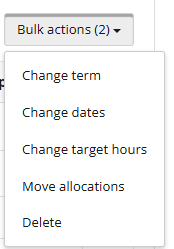 Bulk actions (2)
Change term
Change dates
Change target hours
Move allocations
Delete